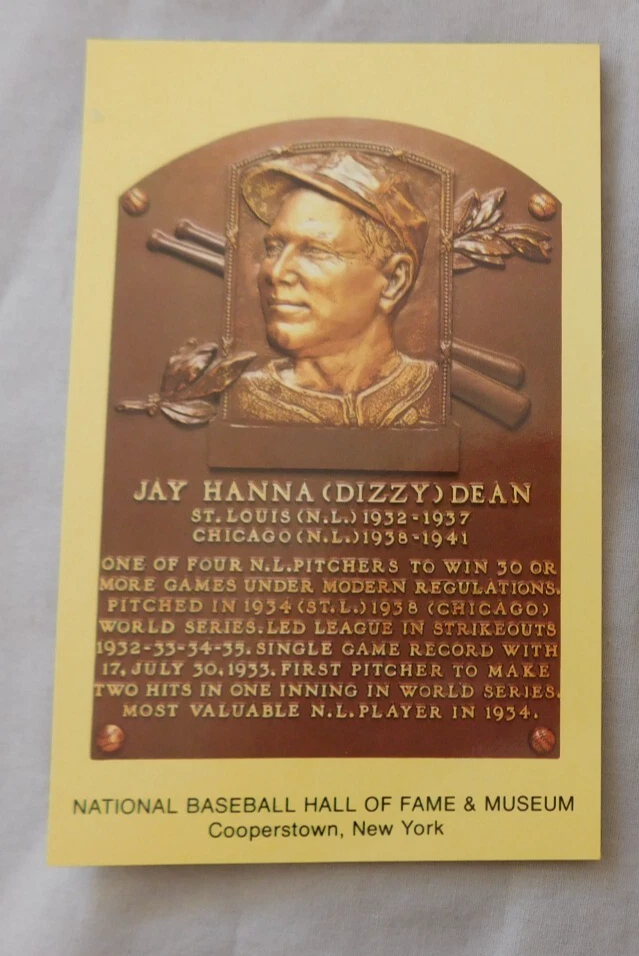 JAY HANNA (DIZZY) DEAN
ST. LOUIS (N.L.) 1932-1937
CHICAGO (N.L.) 1938-1941
ONE OF FOUR N.L. PITCHERS TO WIN 30 OR
MORE GAMES UNDER MODERN REGULATIONS.
PITCHED IN 1934 (ST.L.) 1938 (CHICAGO)
WORLD SERIES. LED LEAGUE IN STRIKEOUTS
1932-33-34-35. SINGLE GAME RECORD WITH
17, JULY 30, 1933. FIRST PITCHER TO MAKE
TWO HITS IN ONE INNING IN WORLD SERIES.
MOST VALUABLE N.L. PLAYER IN 1934.
NATIONAL BASEBALL HALL OF FAME & MUSEUM
Cooperstown, New York